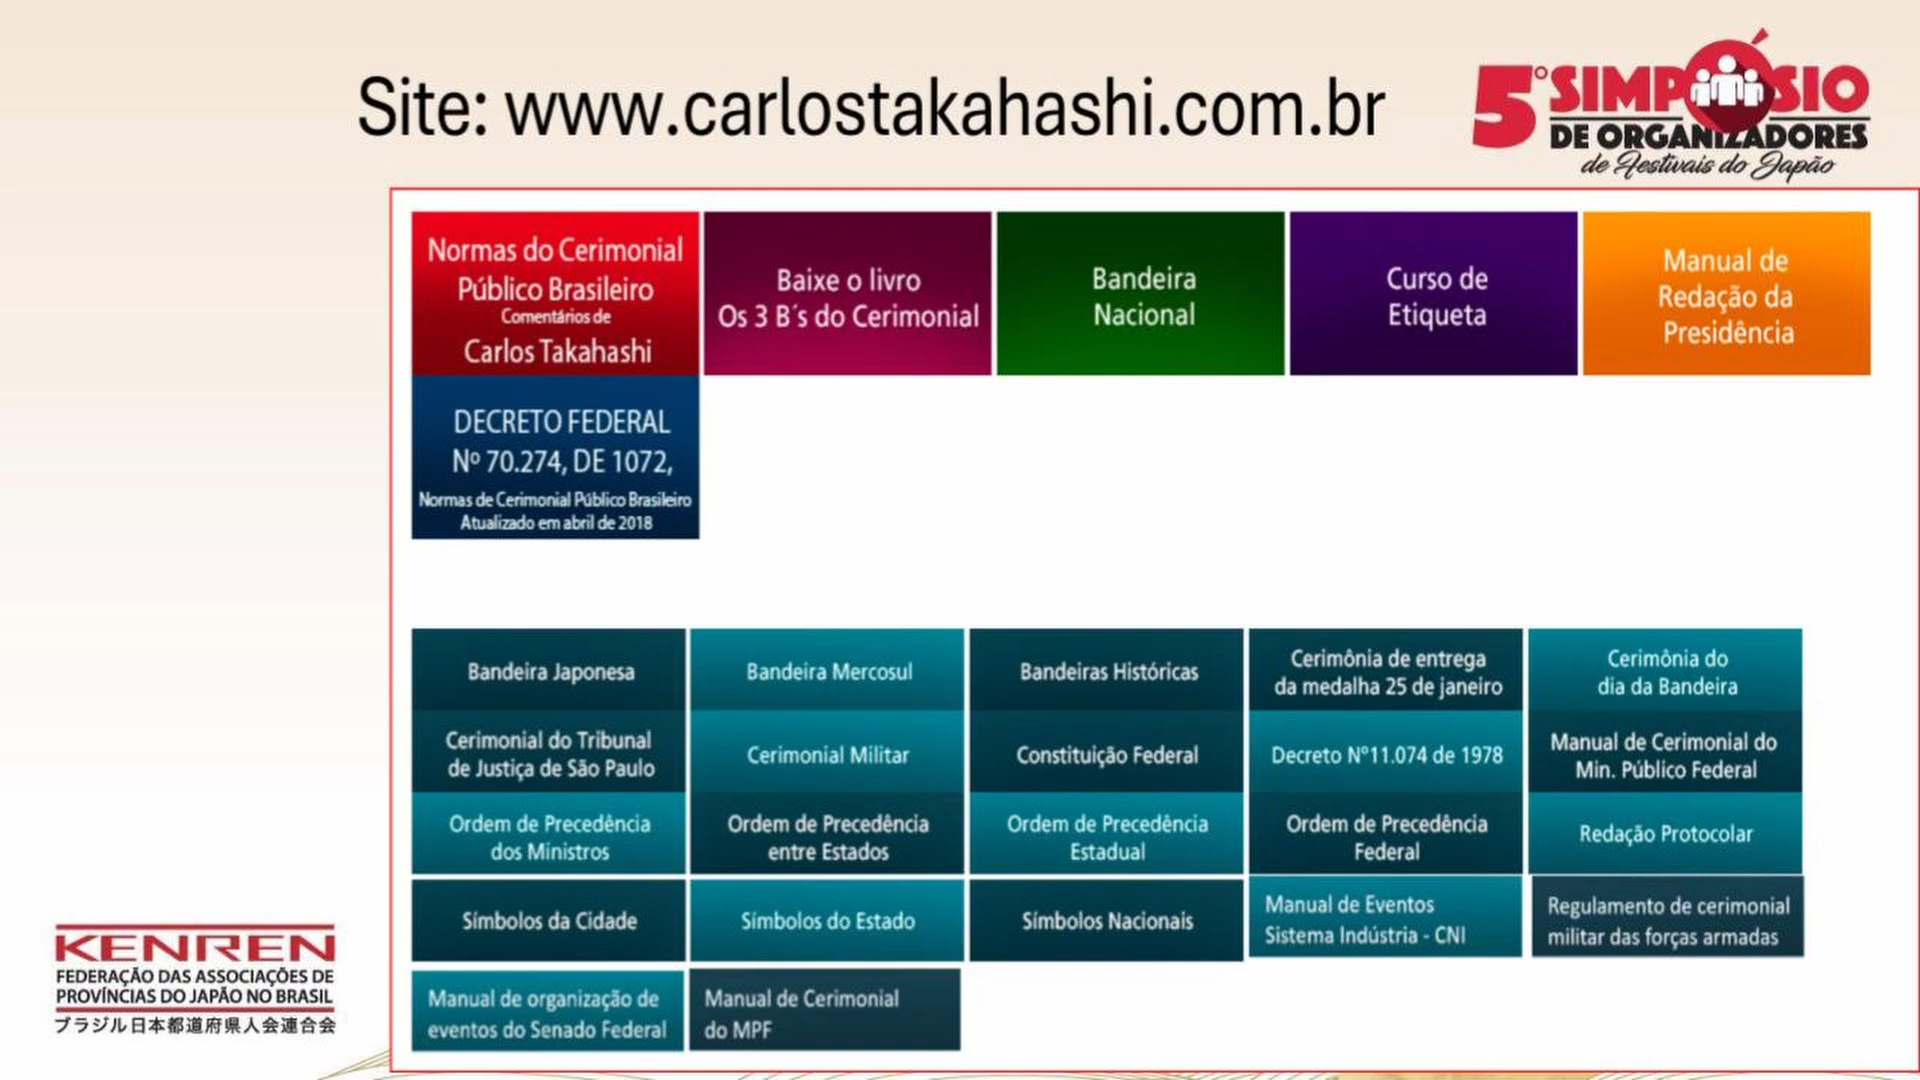 Site: www.carlostakahashi.com.br
5º SIMPÓSIO
DE ORGANIZADORES
de Festivais do Japão
Normas do Cerimonial
Público Brasileiro
Comentários de
Carlos Takahashi
Baixe o livro
Os 3 B´s do Cerimonial
Bandeira
Nacional
Curso de
Etiqueta
Manual de
Redação da
Presidência
DECRETO FEDERAL
Nº 70.274, DE 1072,
Normas de Cerimonial Público Brasileiro
Atualizado em abril de 2018
Bandeira Japonesa
Bandeira Mercosul
Bandeiras Históricas
Cerimônia de entrega
da medalha 25 de janeiro
Cerimônia do
dia da Bandeira
Cerimonial do Tribunal
de Justiça de São Paulo
Cerimonial Militar
Constituição Federal
Decreto Nº11.074 de 1978
Manual de Cerimonial do
Min. Público Federal
Ordem de Precedência
dos Ministros
Ordem de Precedência
entre Estados
Ordem de Precedência
Estadual
Ordem de Precedência
Federal
Redação Protocolar
Símbolos da Cidade
Símbolos do Estado
Símbolos Nacionais
Manual de Eventos
Sistema Indústria - CNI
Regulamento de cerimonial
militar das forças armadas
Manual de organização de
eventos do Senado Federal
Manual de Cerimonial
do MPF
KENREN
FEDERAÇÃO DAS ASSOCIAÇÕES DE
PROVÍNCIAS DO JAPÃO NO BRASIL
ブラジル日本都道府県人会連合会